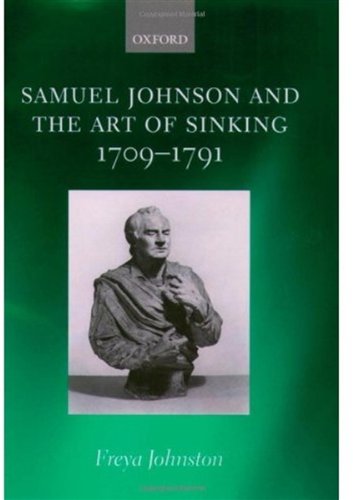 OXFORD
SAMUEL JOHNSON AND
THE ART OF SINKING
1709–1791
Freya Johnston